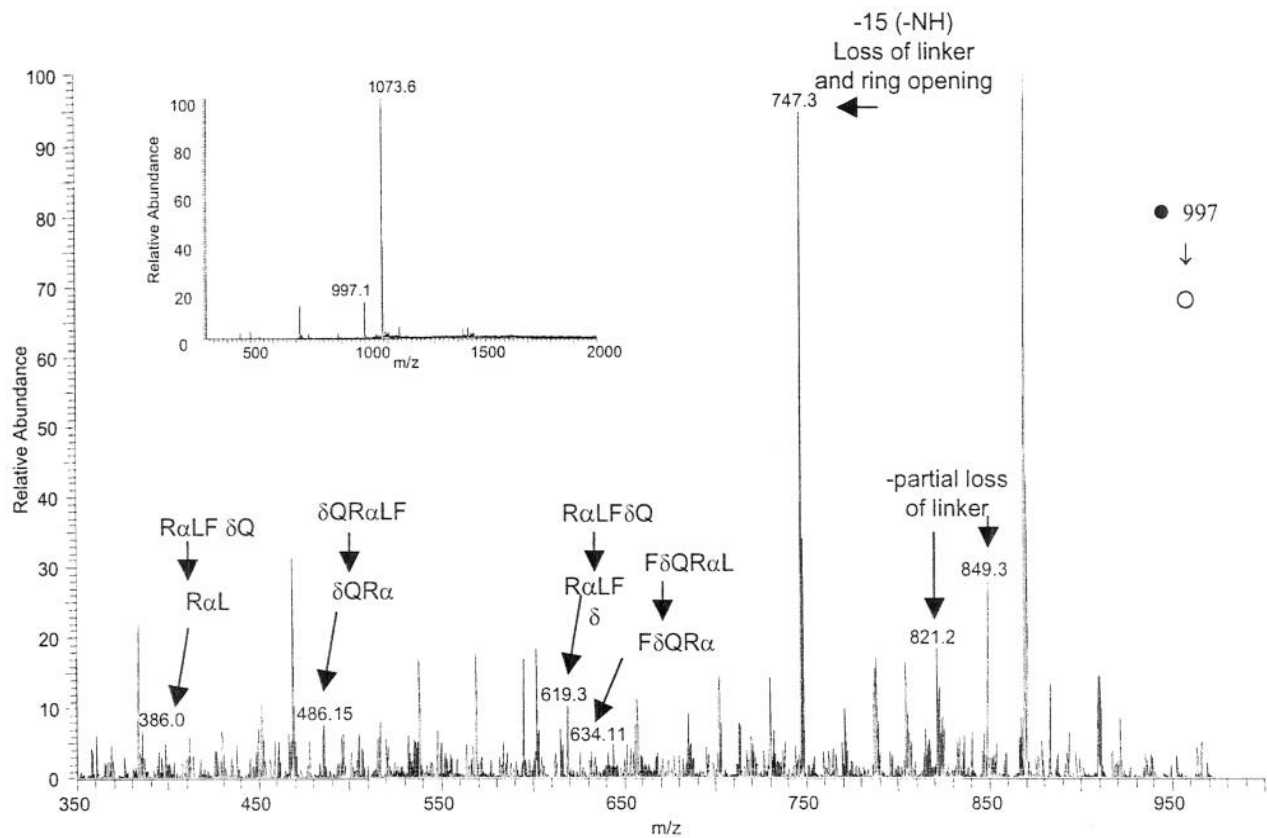 -15 (-NH)
Loss of linker
and ring opening
747.3
100
90
80
70
60
50
40
30
20
10
0
Relative Abundance
350
450
550
650
750
850
950
m/z
1073.6
997.1
100
80
60
40
20
0
Relative Abundance
500
1000
1500
2000
m/z
● 997
↓
○
-partial loss
of linker
849.3
821.2
RαLF δQ
RαL
386.0
δQRαLF
δQRα
486.15
RαLFδQ
RαLF
δ
619.3
FδQRαL
FδQRα
634.11